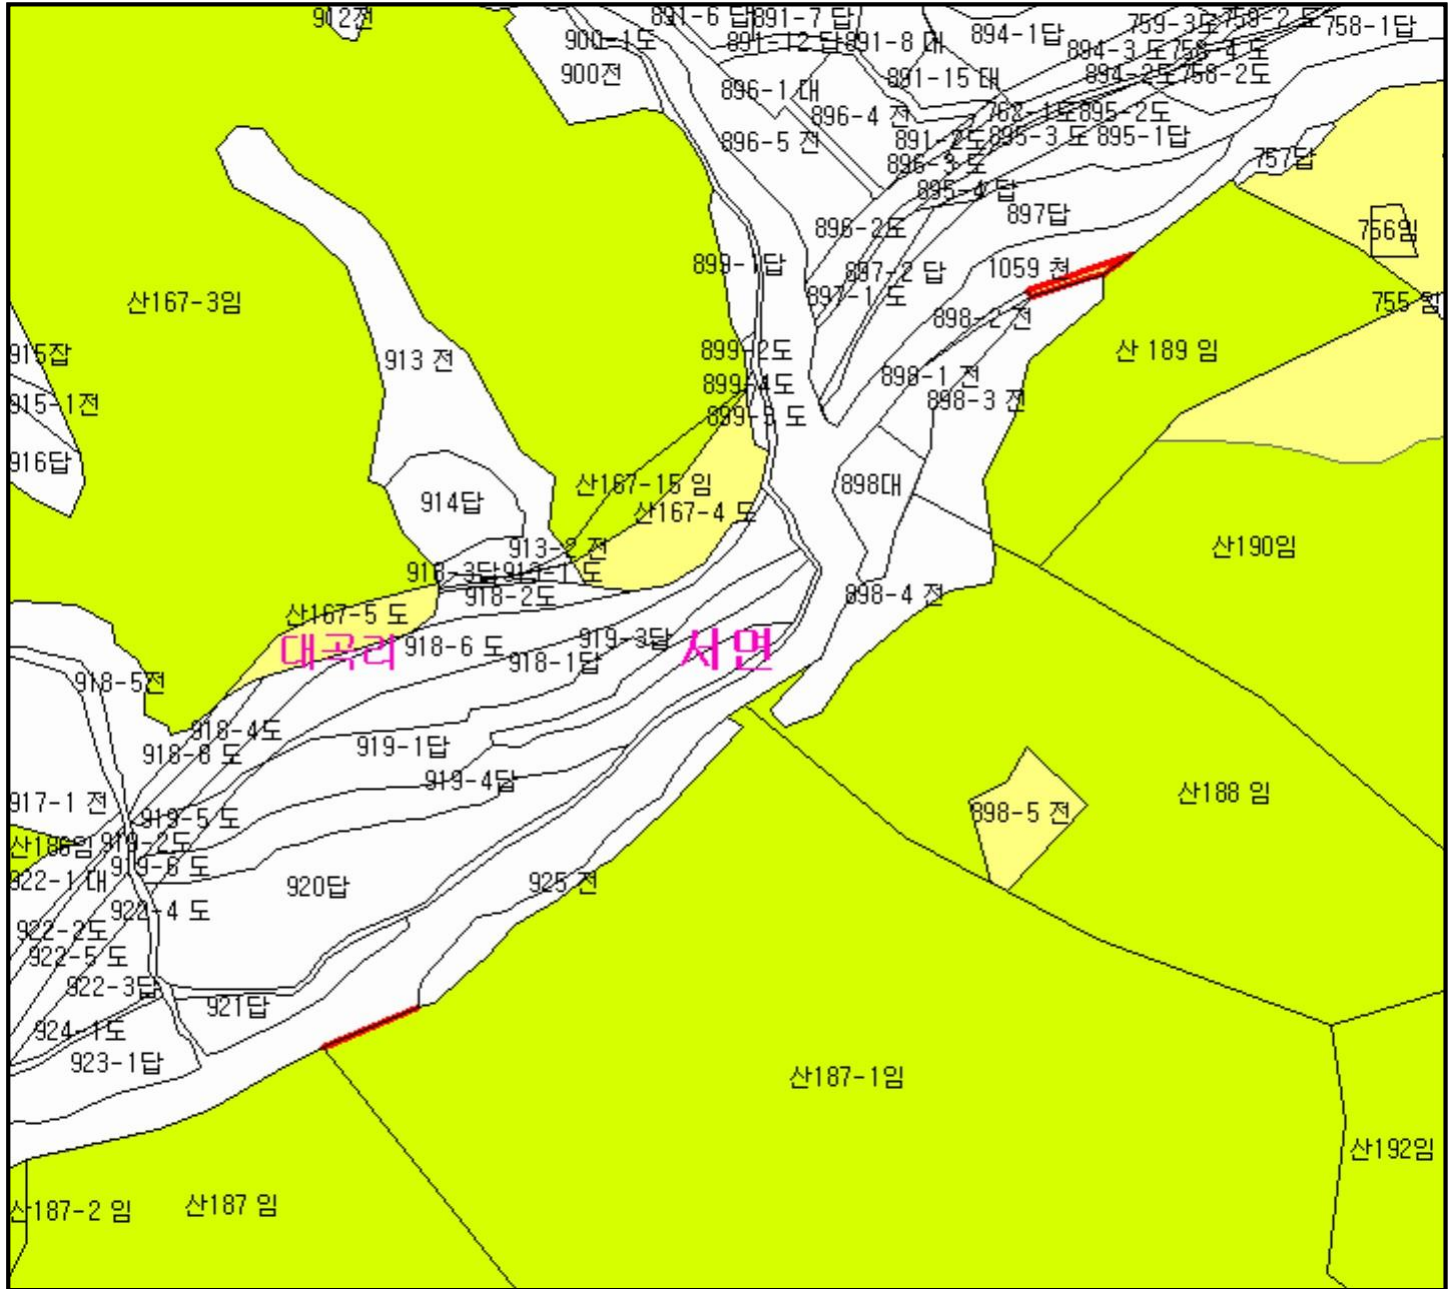 912전
891-6 답
891-7 답
759-3도
759-2 도
758-1답
900-1도
891-12 답
891-8 대
894-1답
894-3 도
758-4 도
900전
896-1 대
891-15 대
894-2도
758-2도
896-4 전
895-2도
896-5 전
891-2도
895-3 도
895-1답
896-3 도
757답
895-4 답
897답
896-2도
756임
899-1답
897-2 답
1059 천
897-1 도
산167-3임
755 임
898-2 전
915잡
913 전
899-2도
산 189 임
899-4도
898-1 전
915-1전
898-3 전
916답
산167-15 임
898대
914답
산167-4 도
913-2 전
산190임
913-1 도
918-2도
898-4 전
산167-5 도
대곡리
918-6 도
919-3답
서면
918-1답
918-5전
918-4도
918-8 도
919-1답
919-4답
산188 임
917-1 전
919-5 도
898-5 전
919-2도
산186임
919-6 도
922-1 대
920답
925 전
922-4 도
922-2도
922-5 도
922-3답
921답
924-1도
923-1답
산187-1임
산192임
산187-2 임
산187 임